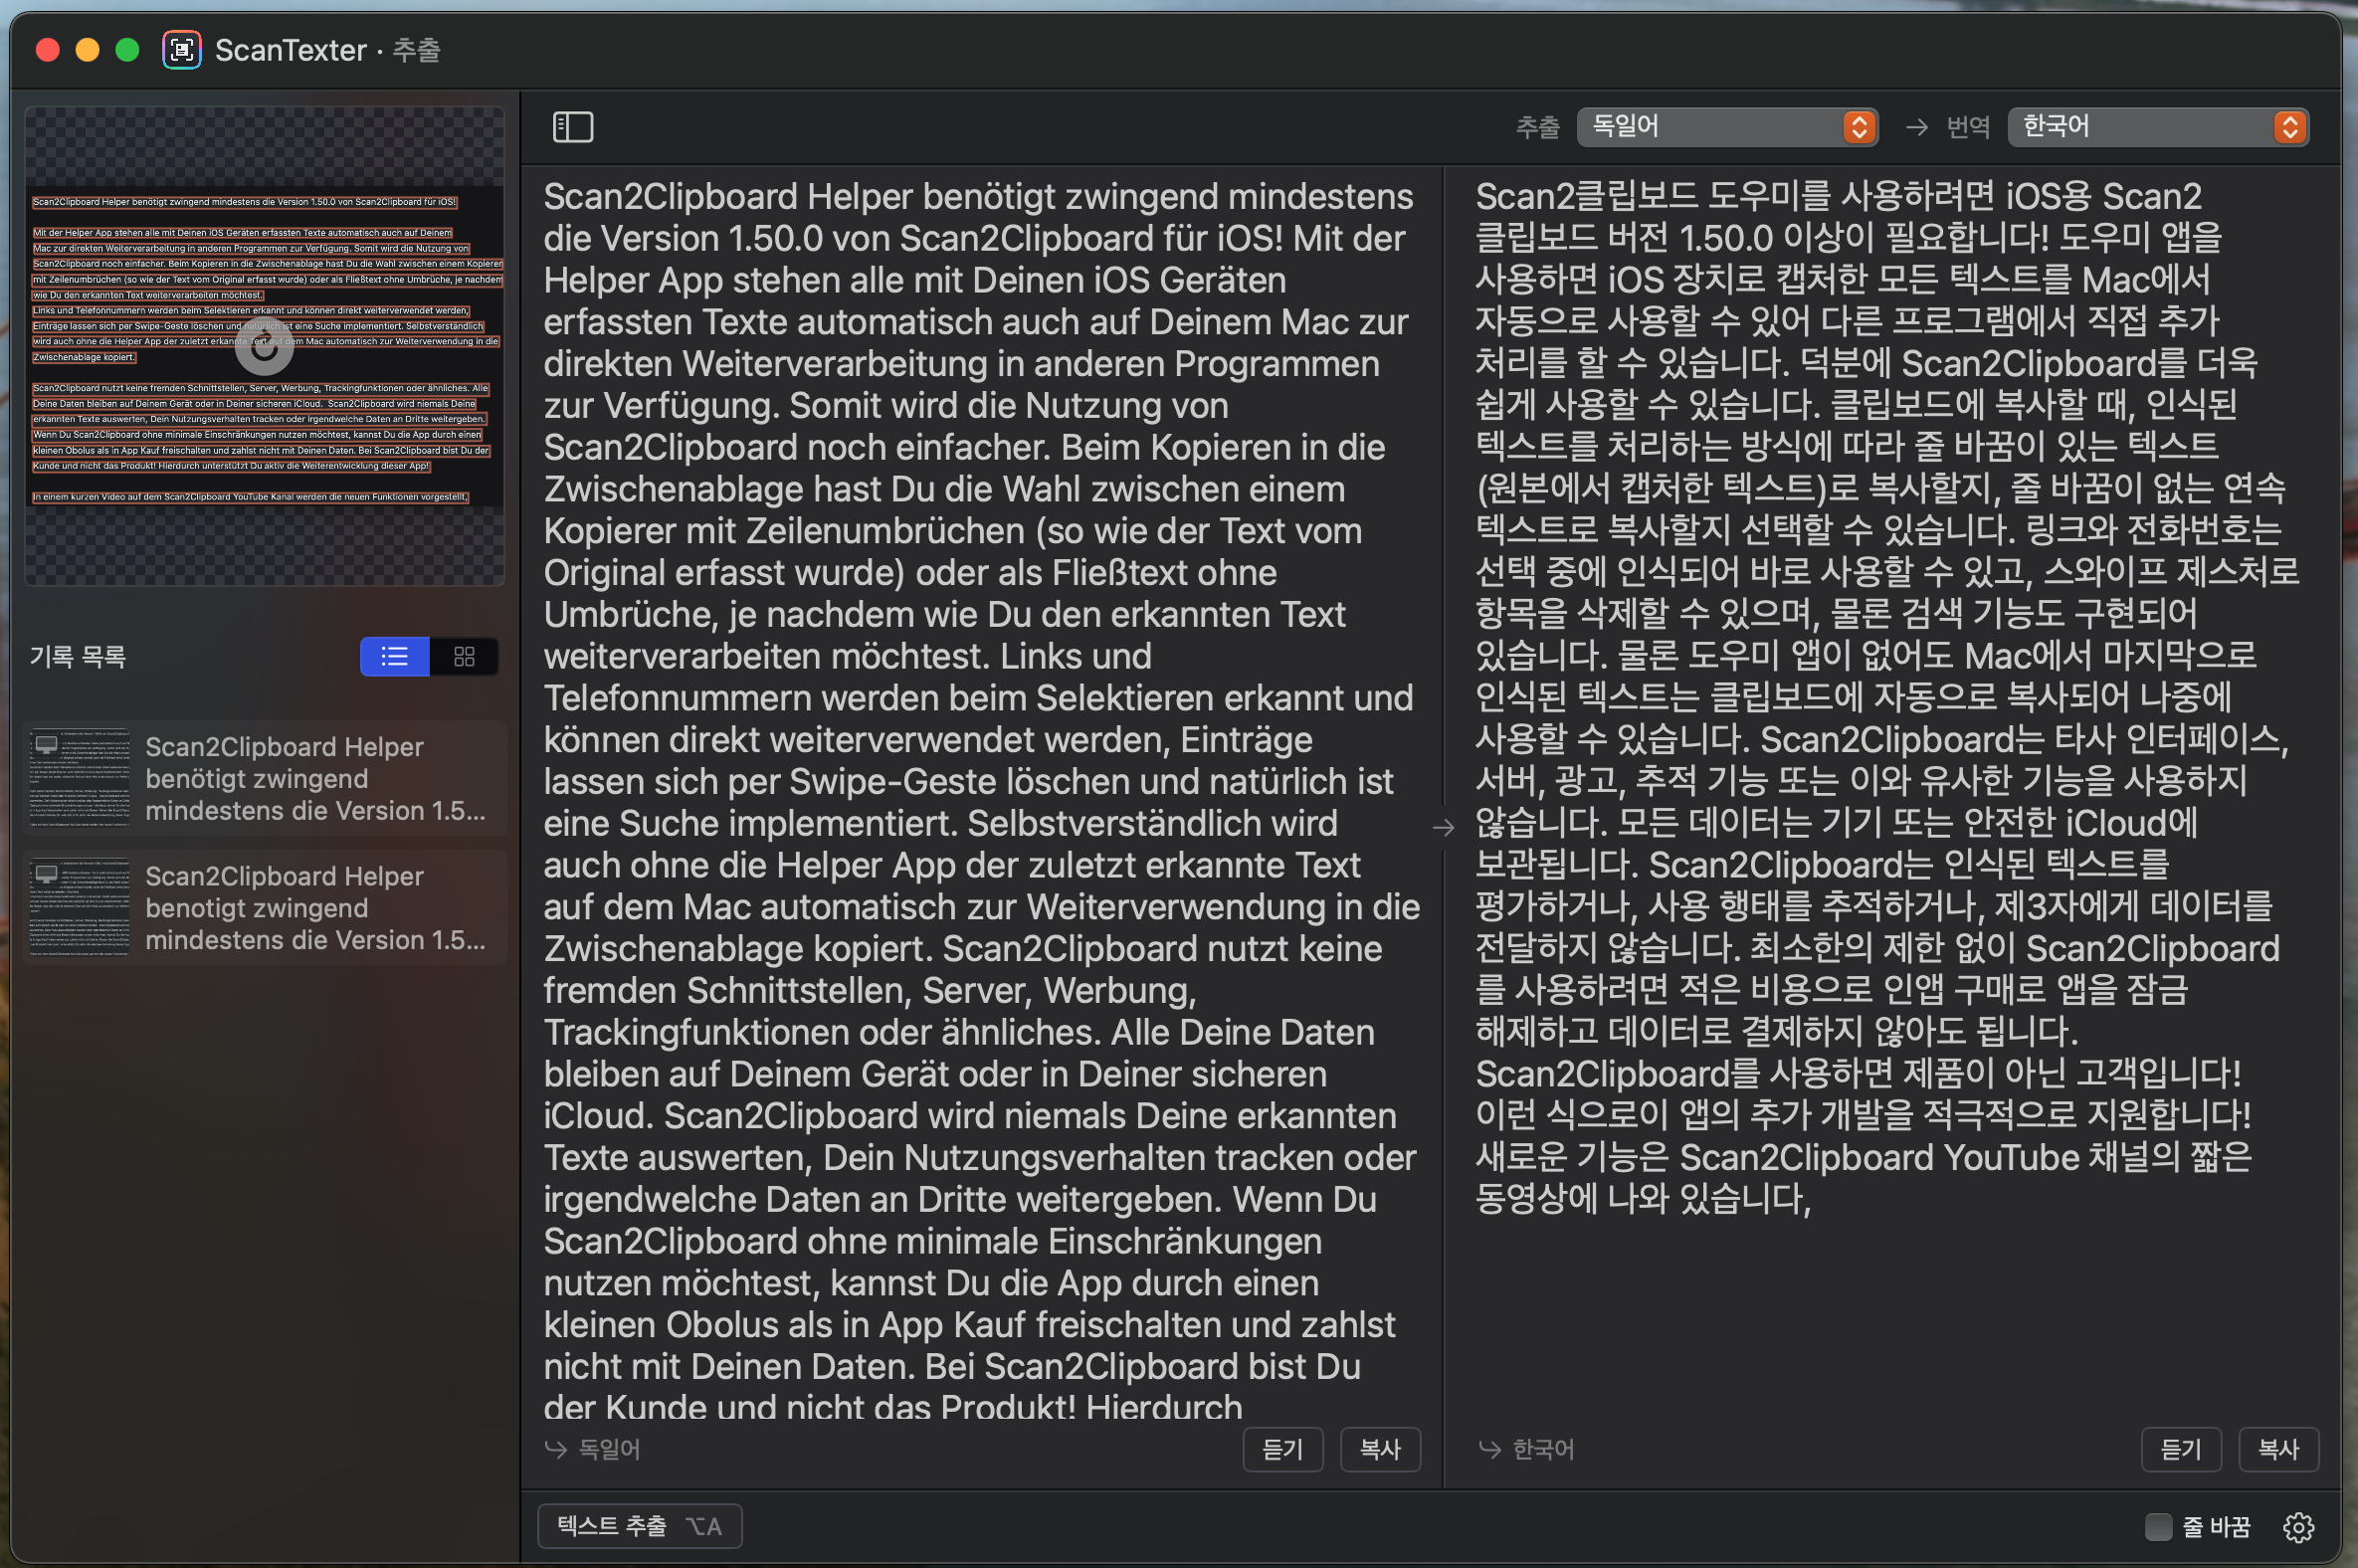 ScanTexter · 추출
Scan2Clipboard Helper benötigt zwingend mindestens die Version 1.50.0 von Scan2Clipboard für iOS!
Mit der Helper App stehen alle mit Deinen iOS Geräten erfassten Texte automatisch auch auf Deinem
Mac zur direkten Weiterverarbeitung in anderen Programmen zur Verfügung. Somit wird die Nutzung von
Scan2Clipboard noch einfacher. Beim Kopieren in die Zwischenablage hast Du die Wahl zwischen einem Kopierer
mit Zeilenumbrüchen (so wie der Text vom Original erfasst wurde) oder als Fließtext ohne Umbrüche, je nachdem
wie Du den erkannten Text weiterverarbeiten möchtest.
Links und Telefonnummern werden beim Selektieren erkannt und können direkt weiterverwendet werden,
Einträge lassen sich per Swipe-Geste löschen und natürlich ist eine Suche implementiert. Selbstverständlich
wird auch ohne die Helper App der zuletzt erkannte Text auf dem Mac automatisch zur Weiterverwendung in die
Zwischenablage kopiert.
Scan2Clipboard nutzt keine fremden Schnittstellen, Server, Werbung, Trackingfunktionen oder ähnliches. Alle
Deine Daten bleiben auf Deinem Gerät oder in Deiner sicheren iCloud. Scan2Clipboard wird niemals Deine
erkannten Texte auswerten, Dein Nutzungsverhalten tracken oder irgendwelche Daten an Dritte weitergeben.
Wenn Du Scan2Clipboard ohne minimale Einschränkungen nutzen möchtest, kannst Du die App durch einen
kleinen Obolus als in App Kauf freischalten und zahlst nicht mit Deinen Daten. Bei Scan2Clipboard bist Du der
Kunde und nicht das Produkt! Hierdurch unterstützt Du aktiv die Weiterentwicklung dieser App!
In einem kurzen Video auf dem Scan2Clipboard YouTube Kanal werden die neuen Funktionen vorgestellt,
기록 목록
Scan2Clipboard Helper
benötigt zwingend
mindestens die Version 1.5...
Scan2Clipboard Helper
benotigt zwingend
mindestens die Version 1.5...
추출 독일어 → 번역 한국어
Scan2Clipboard Helper benötigt zwingend mindestens
die Version 1.50.0 von Scan2Clipboard für iOS! Mit der
Helper App stehen alle mit Deinen iOS Geräten
erfassten Texte automatisch auch auf Deinem Mac zur
direkten Weiterverarbeitung in anderen Programmen
zur Verfügung. Somit wird die Nutzung von
Scan2Clipboard noch einfacher. Beim Kopieren in die
Zwischenablage hast Du die Wahl zwischen einem
Kopierer mit Zeilenumbrüchen (so wie der Text vom
Original erfasst wurde) oder als Fließtext ohne
Umbrüche, je nachdem wie Du den erkannten Text
weiterverarbeiten möchtest. Links und
Telefonnummern werden beim Selektieren erkannt und
können direkt weiterverwendet werden, Einträge
lassen sich per Swipe-Geste löschen und natürlich ist
eine Suche implementiert. Selbstverständlich wird
auch ohne die Helper App der zuletzt erkannte Text
auf dem Mac automatisch zur Weiterverwendung in die
Zwischenablage kopiert. Scan2Clipboard nutzt keine
fremden Schnittstellen, Server, Werbung,
Trackingfunktionen oder ähnliches. Alle Deine Daten
bleiben auf Deinem Gerät oder in Deiner sicheren
iCloud. Scan2Clipboard wird niemals Deine erkannten
Texte auswerten, Dein Nutzungsverhalten tracken oder
irgendwelche Daten an Dritte weitergeben. Wenn Du
Scan2Clipboard ohne minimale Einschränkungen
nutzen möchtest, kannst Du die App durch einen
kleinen Obolus als in App Kauf freischalten und zahlst
nicht mit Deinen Daten. Bei Scan2Clipboard bist Du
der Kunde und nicht das Produkt! Hierdurch
독일어 듣기 복사
Scan2클립보드 도우미를 사용하려면 iOS용 Scan2
클립보드 버전 1.50.0 이상이 필요합니다! 도우미 앱을
사용하면 iOS 장치로 캡처한 모든 텍스트를 Mac에서
자동으로 사용할 수 있어 다른 프로그램에서 직접 추가
처리를 할 수 있습니다. 덕분에 Scan2Clipboard를 더욱
쉽게 사용할 수 있습니다. 클립보드에 복사할 때, 인식된
텍스트를 처리하는 방식에 따라 줄 바꿈이 있는 텍스트
(원본에서 캡처한 텍스트)로 복사할지, 줄 바꿈이 없는 연속
텍스트로 복사할지 선택할 수 있습니다. 링크와 전화번호는
선택 중에 인식되어 바로 사용할 수 있고, 스와이프 제스처로
항목을 삭제할 수 있으며, 물론 검색 기능도 구현되어
있습니다. 물론 도우미 앱이 없어도 Mac에서 마지막으로
인식된 텍스트는 클립보드에 자동으로 복사되어 나중에
사용할 수 있습니다. Scan2Clipboard는 타사 인터페이스,
서버, 광고, 추적 기능 또는 이와 유사한 기능을 사용하지
않습니다. 모든 데이터는 기기 또는 안전한 iCloud에
보관됩니다. Scan2Clipboard는 인식된 텍스트를
평가하거나, 사용 행태를 추적하거나, 제3자에게 데이터를
전달하지 않습니다. 최소한의 제한 없이 Scan2Clipboard
를 사용하려면 적은 비용으로 인앱 구매로 앱을 잠금
해제하고 데이터로 결제하지 않아도 됩니다.
Scan2Clipboard를 사용하면 제품이 아닌 고객입니다!
이런 식으로이 앱의 추가 개발을 적극적으로 지원합니다!
새로운 기능은 Scan2Clipboard YouTube 채널의 짧은
동영상에 나와 있습니다,
한국어 듣기 복사
텍스트 추출 ⌥A
줄 바꿈